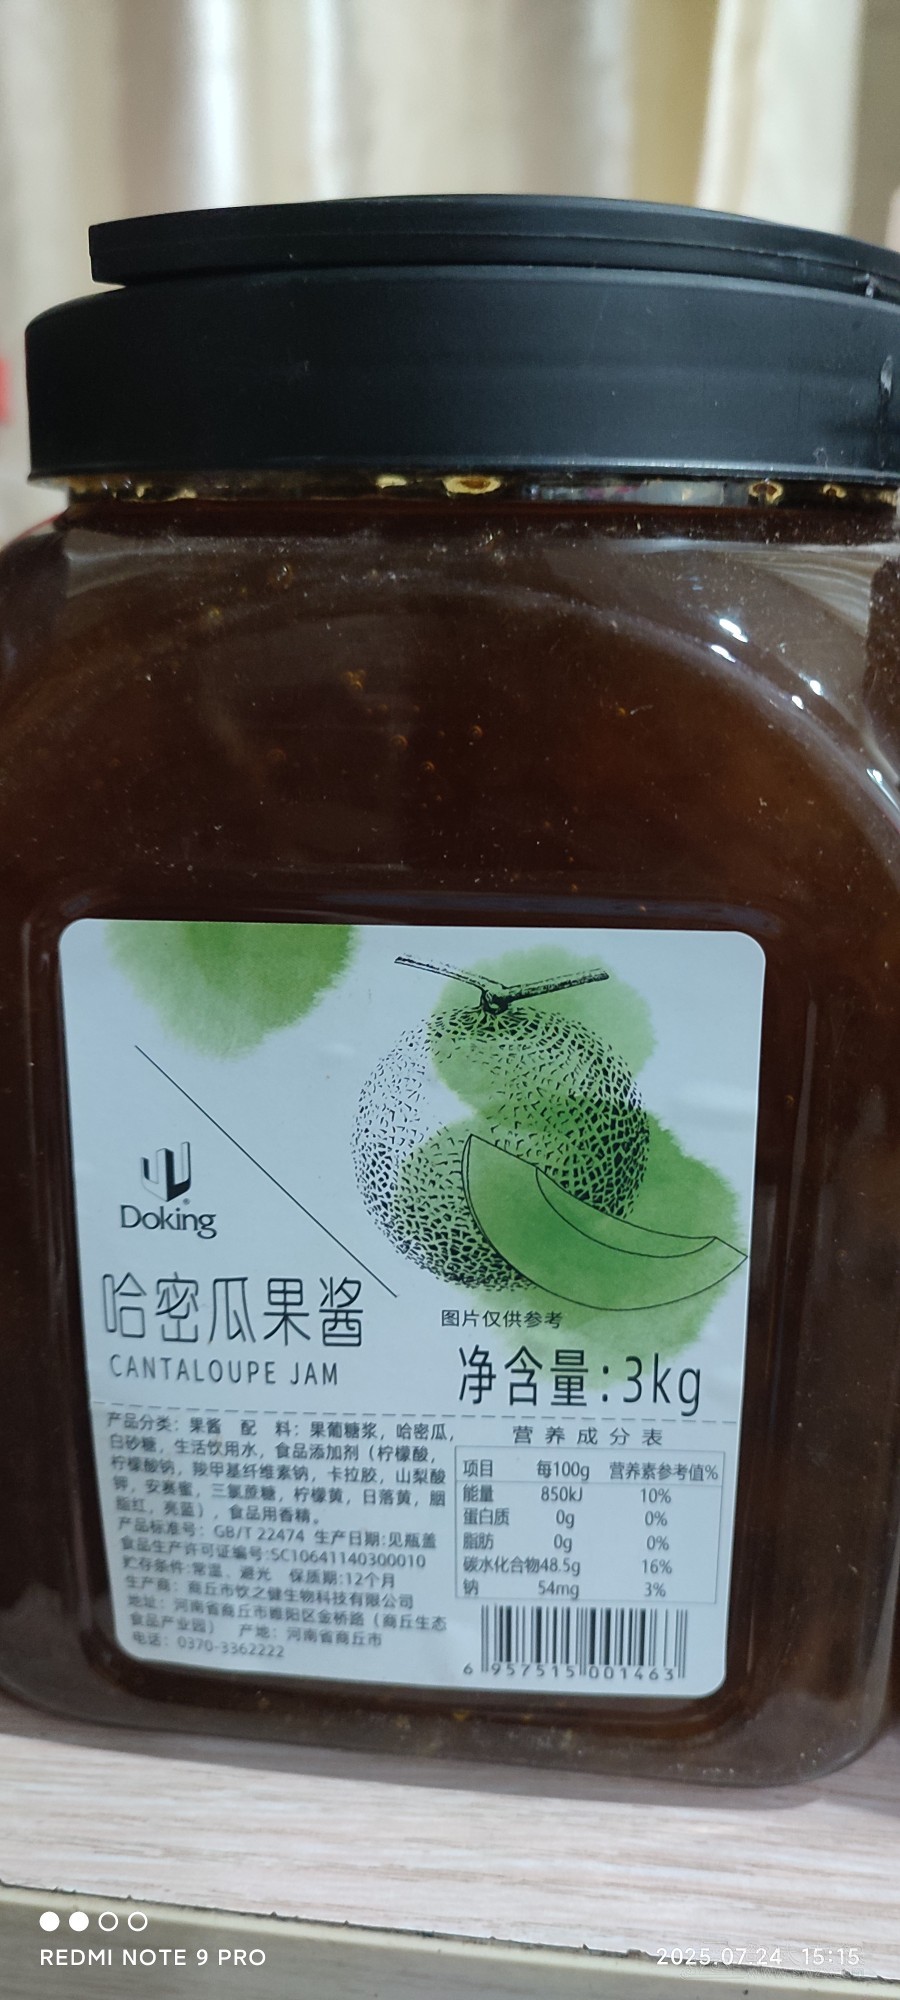 Doking
哈密瓜果酱
CANTALOUPE JAM
图片仅供参考
净含量:3kg
产品分类：果酱 配 料：果葡糖浆，哈密瓜，
白砂糖，生活饮用水，食品添加剂（柠檬酸，
柠檬酸钠，羧甲基纤维素钠，卡拉胶，山梨酸
钾，安赛蜜，三氯蔗糖，柠檬黄，日落黄，胭
脂红，亮蓝），食品用香精。
产品标准号：GB/T 22474 生产日期:见瓶盖
食品生产许可证编号:SC10641140300010
贮存条件:常温、避光 保质期:12个月
生产商：商丘市饮之健生物科技有限公司
地址：河南省商丘市睢阳区金桥路（商丘生态
食品产业园） 产地：河南省商丘市
电话：0370-3362222
营养成分表
项目 每100g 营养素参考值%
能量 850kJ 10%
蛋白质 0g 0%
脂肪 0g 0%
碳水化合物 48.5g 16%
钠 54mg 3%
6 957515 001463
REDMI NOTE 9 PRO
2025.07.24 15:15